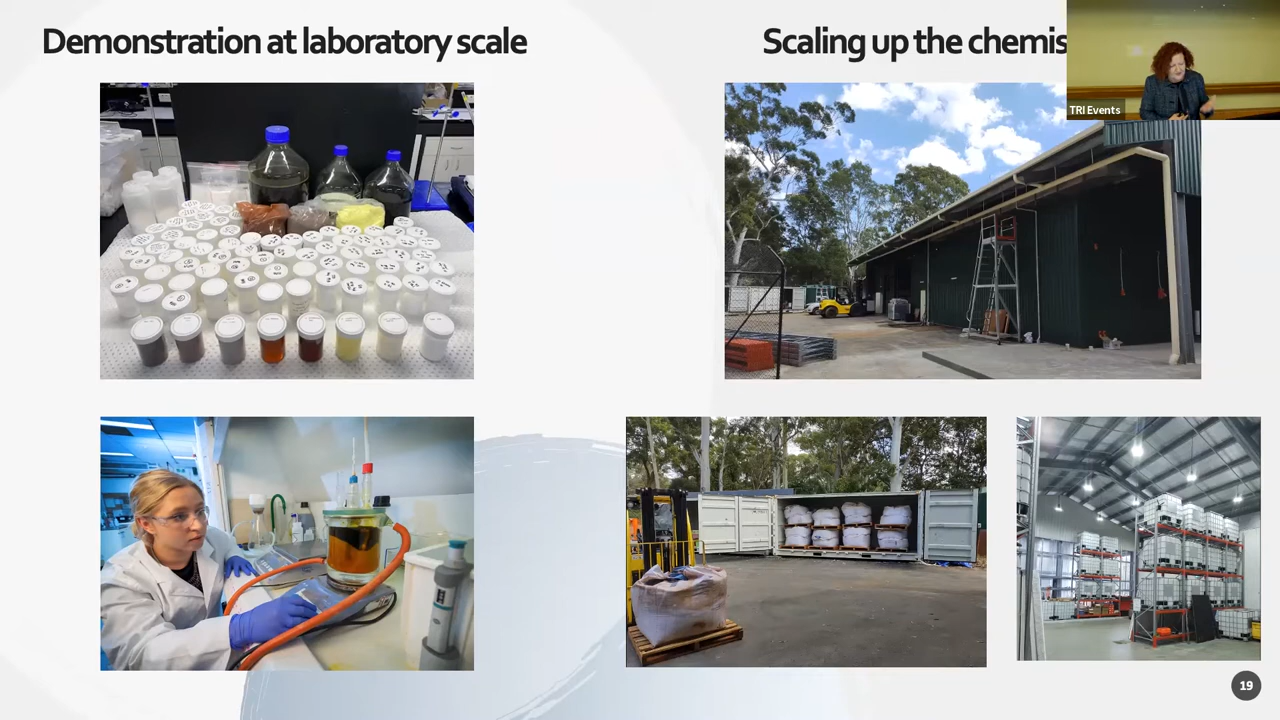 Demonstration at laboratory scale
Scaling up the chemis
TRI Events
19